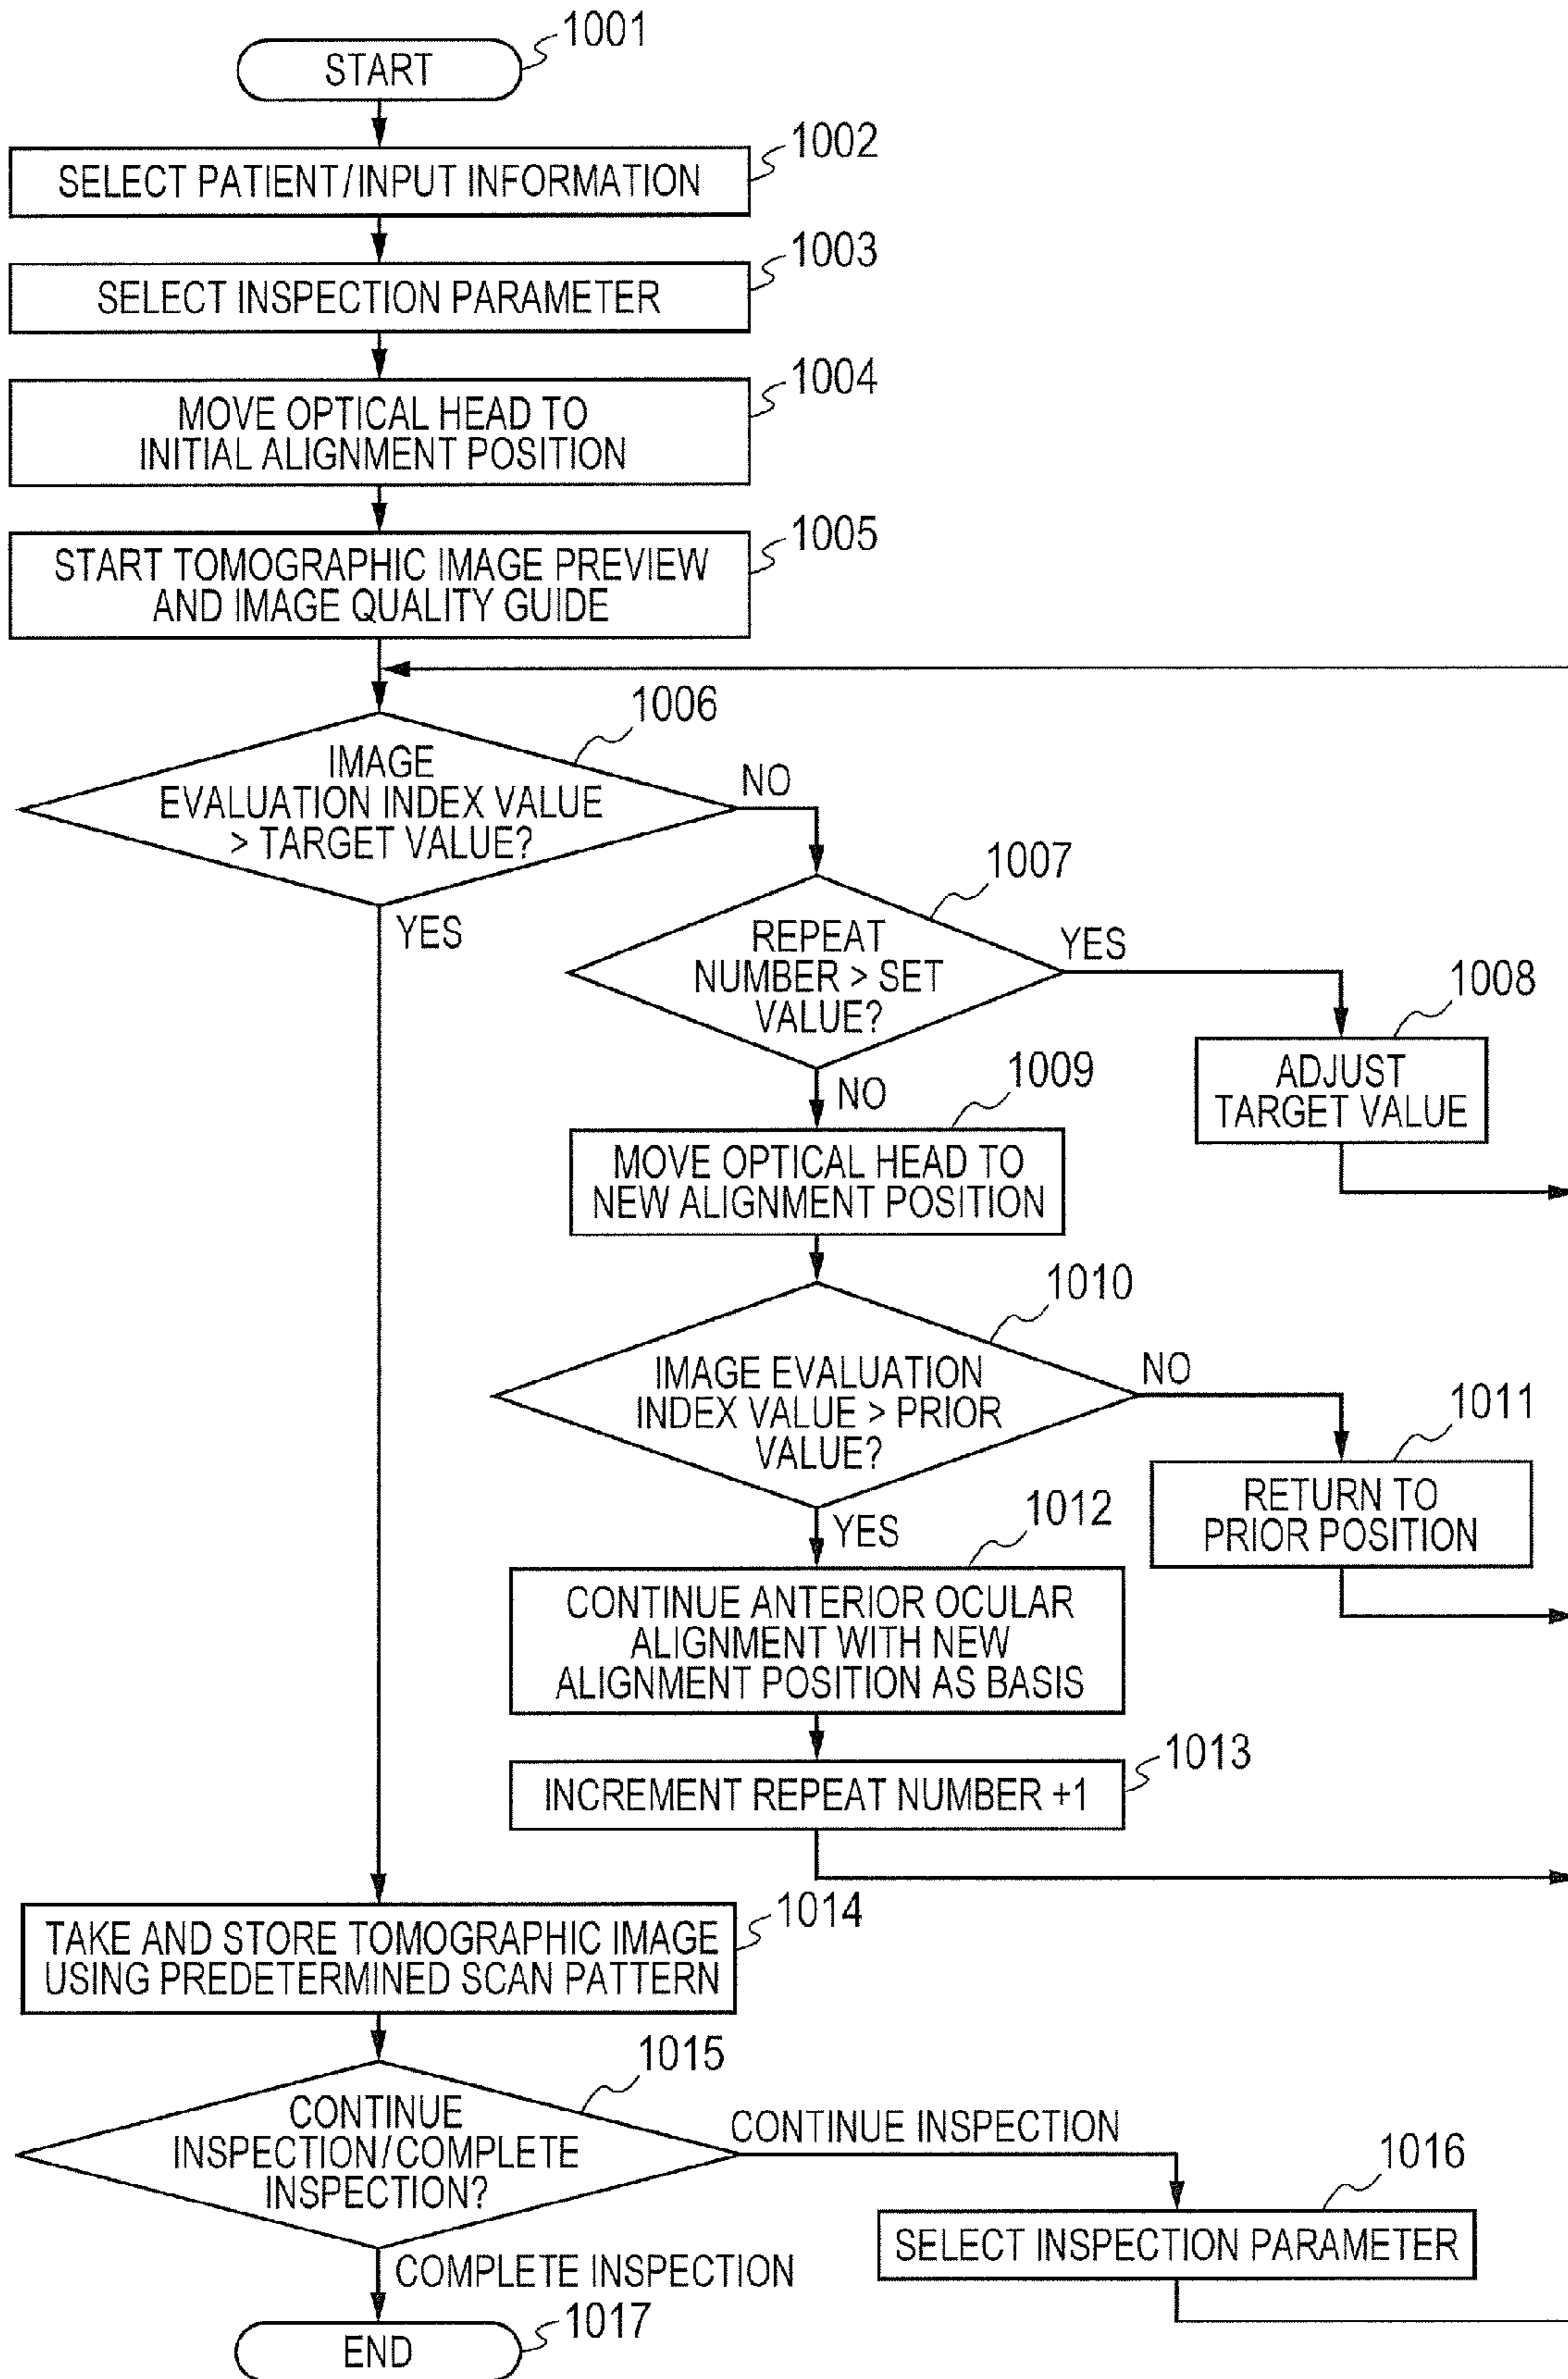 START
1001
SELECT PATIENT/INPUT INFORMATION
1002
SELECT INSPECTION PARAMETER
1003
MOVE OPTICAL HEAD TO
INITIAL ALIGNMENT POSITION
1004
START TOMOGRAPHIC IMAGE PREVIEW
AND IMAGE QUALITY GUIDE
1005
IMAGE
EVALUATION INDEX VALUE
> TARGET VALUE?
1006
NO
YES
REPEAT
NUMBER > SET
VALUE?
1007
YES
NO
ADJUST
TARGET VALUE
1008
MOVE OPTICAL HEAD TO
NEW ALIGNMENT POSITION
1009
IMAGE EVALUATION
INDEX VALUE > PRIOR
VALUE?
1010
NO
YES
RETURN TO
PRIOR POSITION
1011
CONTINUE ANTERIOR OCULAR
ALIGNMENT WITH NEW
ALIGNMENT POSITION AS BASIS
1012
INCREMENT REPEAT NUMBER +1
1013
TAKE AND STORE TOMOGRAPHIC IMAGE
USING PREDETERMINED SCAN PATTERN
1014
CONTINUE
INSPECTION/COMPLETE
INSPECTION?
1015
CONTINUE INSPECTION
COMPLETE INSPECTION
SELECT INSPECTION PARAMETER
1016
END
1017